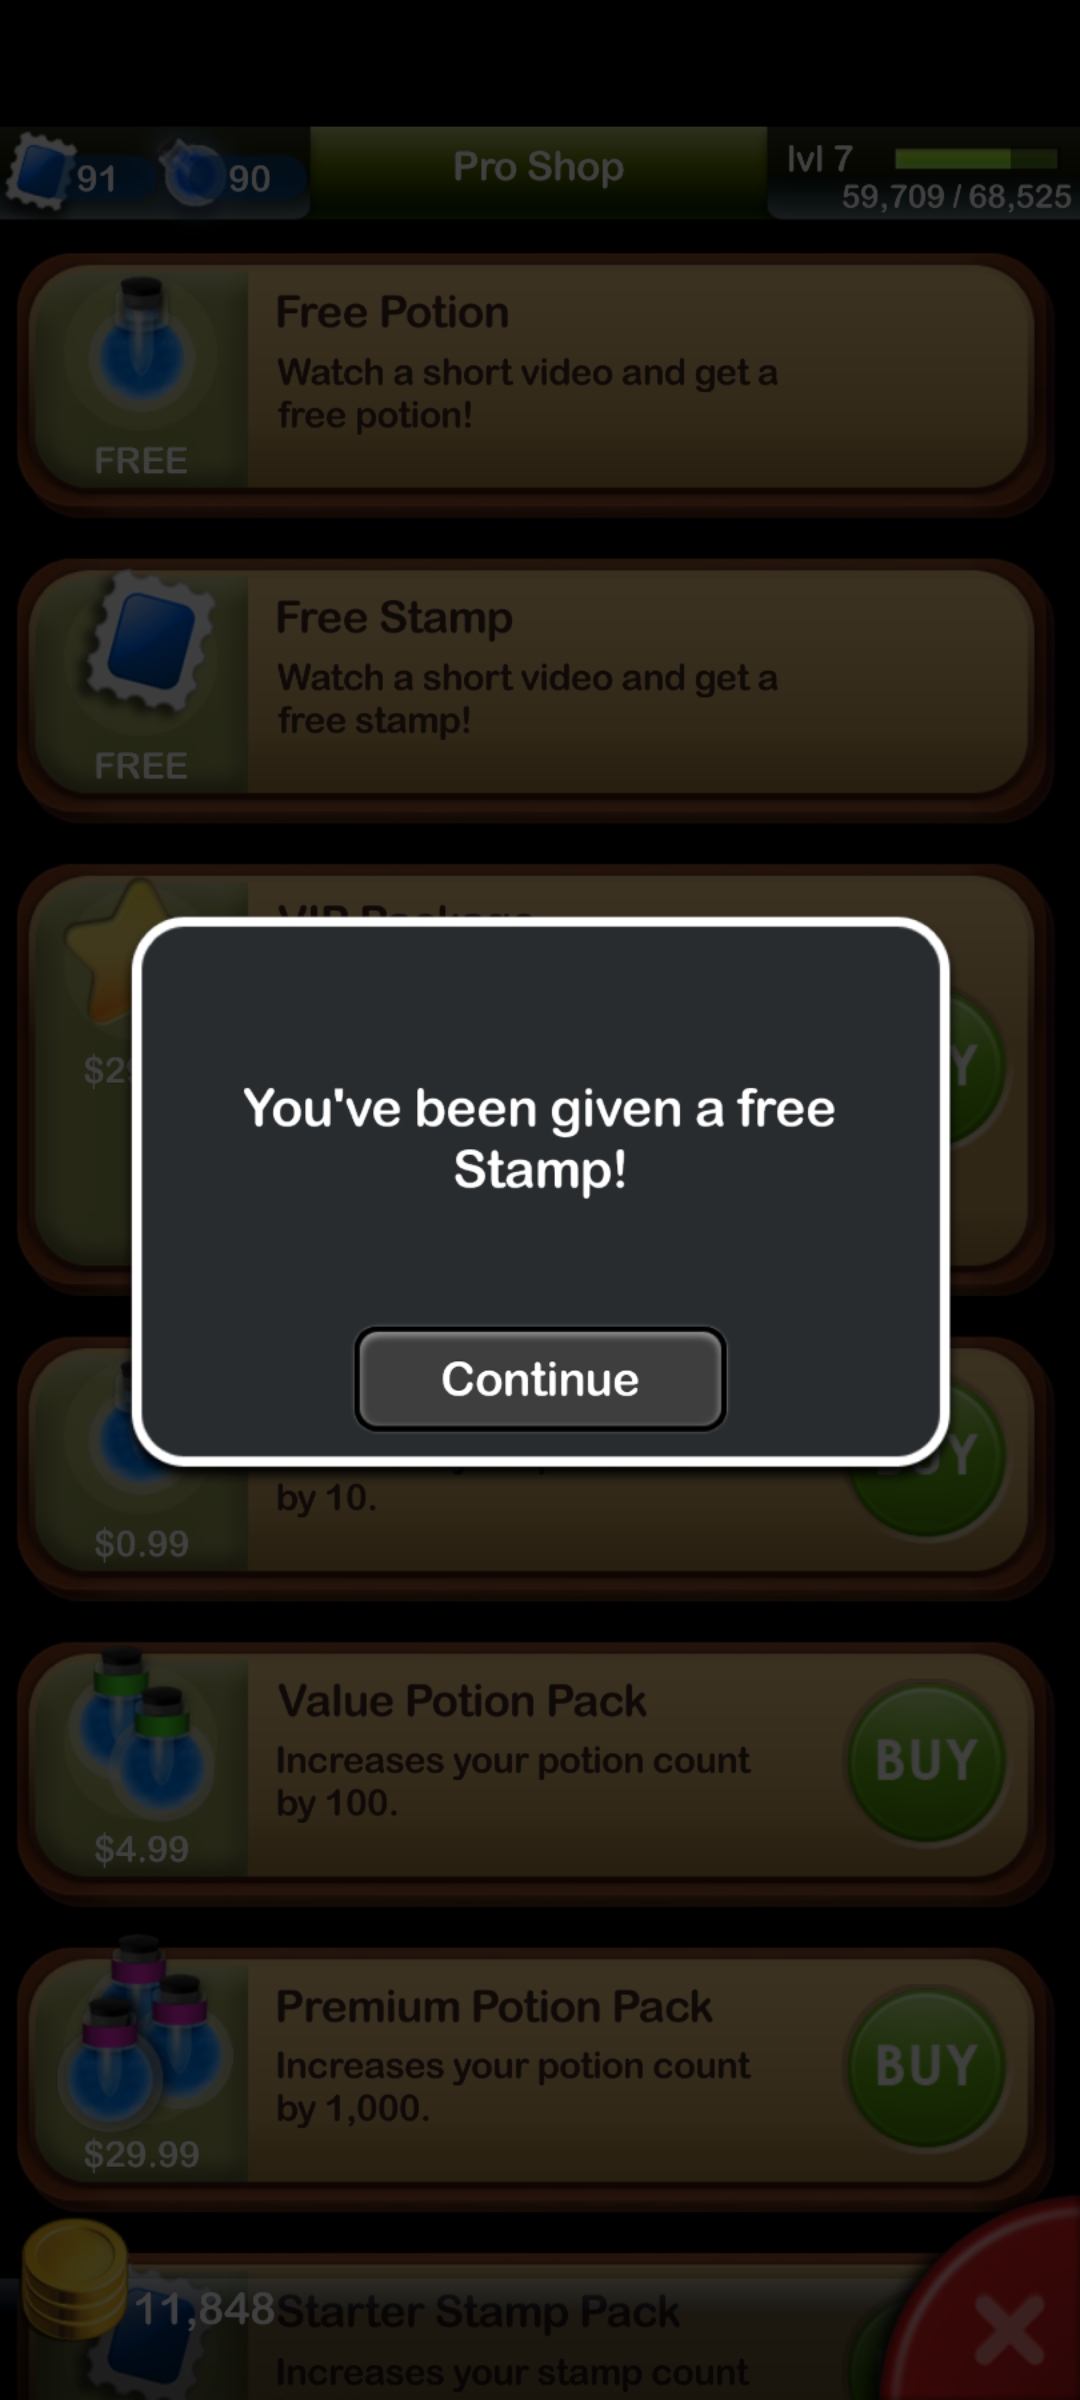 91
90
Pro Shop
lvl 7
59,709 / 68,525
Free Potion
Watch a short video and get a
free potion!
FREE
Free Stamp
Watch a short video and get a
free stamp!
FREE
VIP Package
You've been given a free
Stamp!
Continue
by 10.
$0.99
Value Potion Pack
Increases your potion count
by 100.
$4.99
BUY
Premium Potion Pack
Increases your potion count
by 1,000.
$29.99
BUY
11,848
Starter Stamp Pack
Increases your stamp count